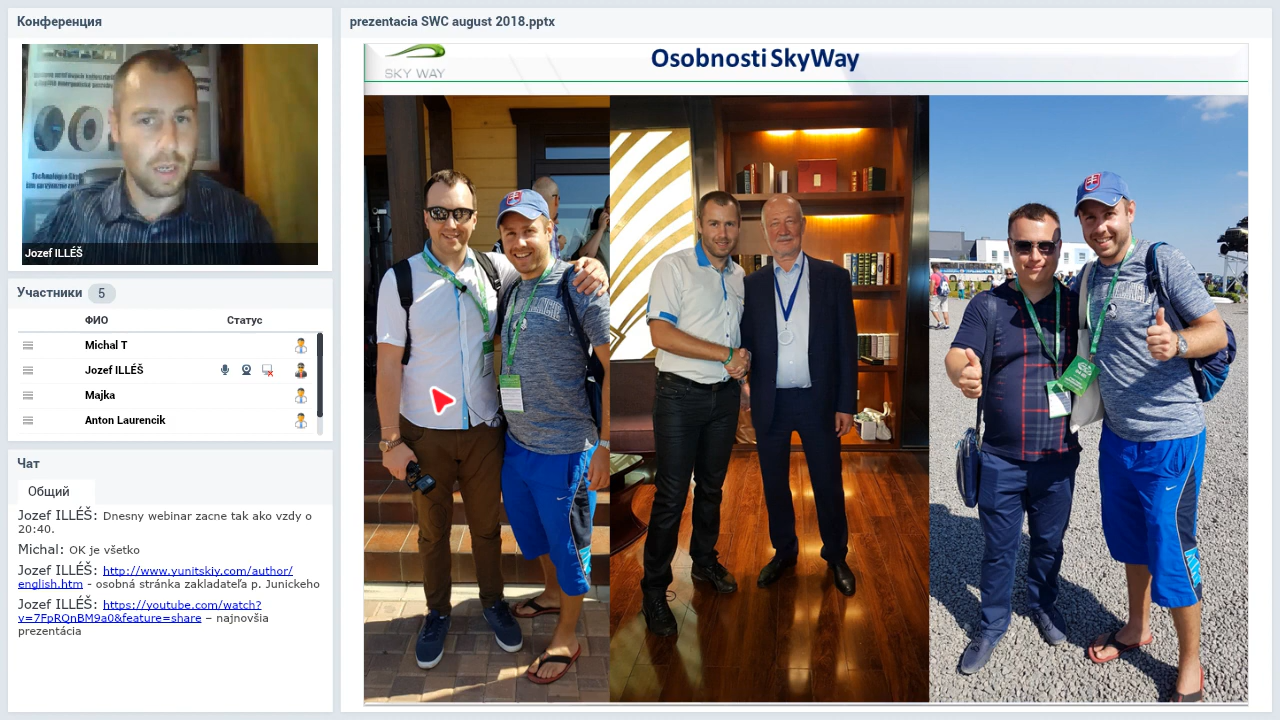 Конференция
Jozef ILLÉŠ
Участники 5
ФИО Статус
Michal T
Jozef ILLÉŠ
Majka
Anton Laurencik
Чат
Общий
Jozef ILLÉŠ: Dnesny webinar zacne tak ako vzdy o
20:40.
Michal: OK je všetko
Jozef ILLÉŠ: http://www.yunitskiy.com/author/
english.htm - osobná stránka zakladateľa p. Junickeho
Jozef ILLÉŠ: https://youtube.com/watch?
v=7FpRQnBM9a0&feature=share – najnovšia
prezentácia
prezentacia SWC august 2018.pptx
SKY WAY
Osobnosti SkyWay